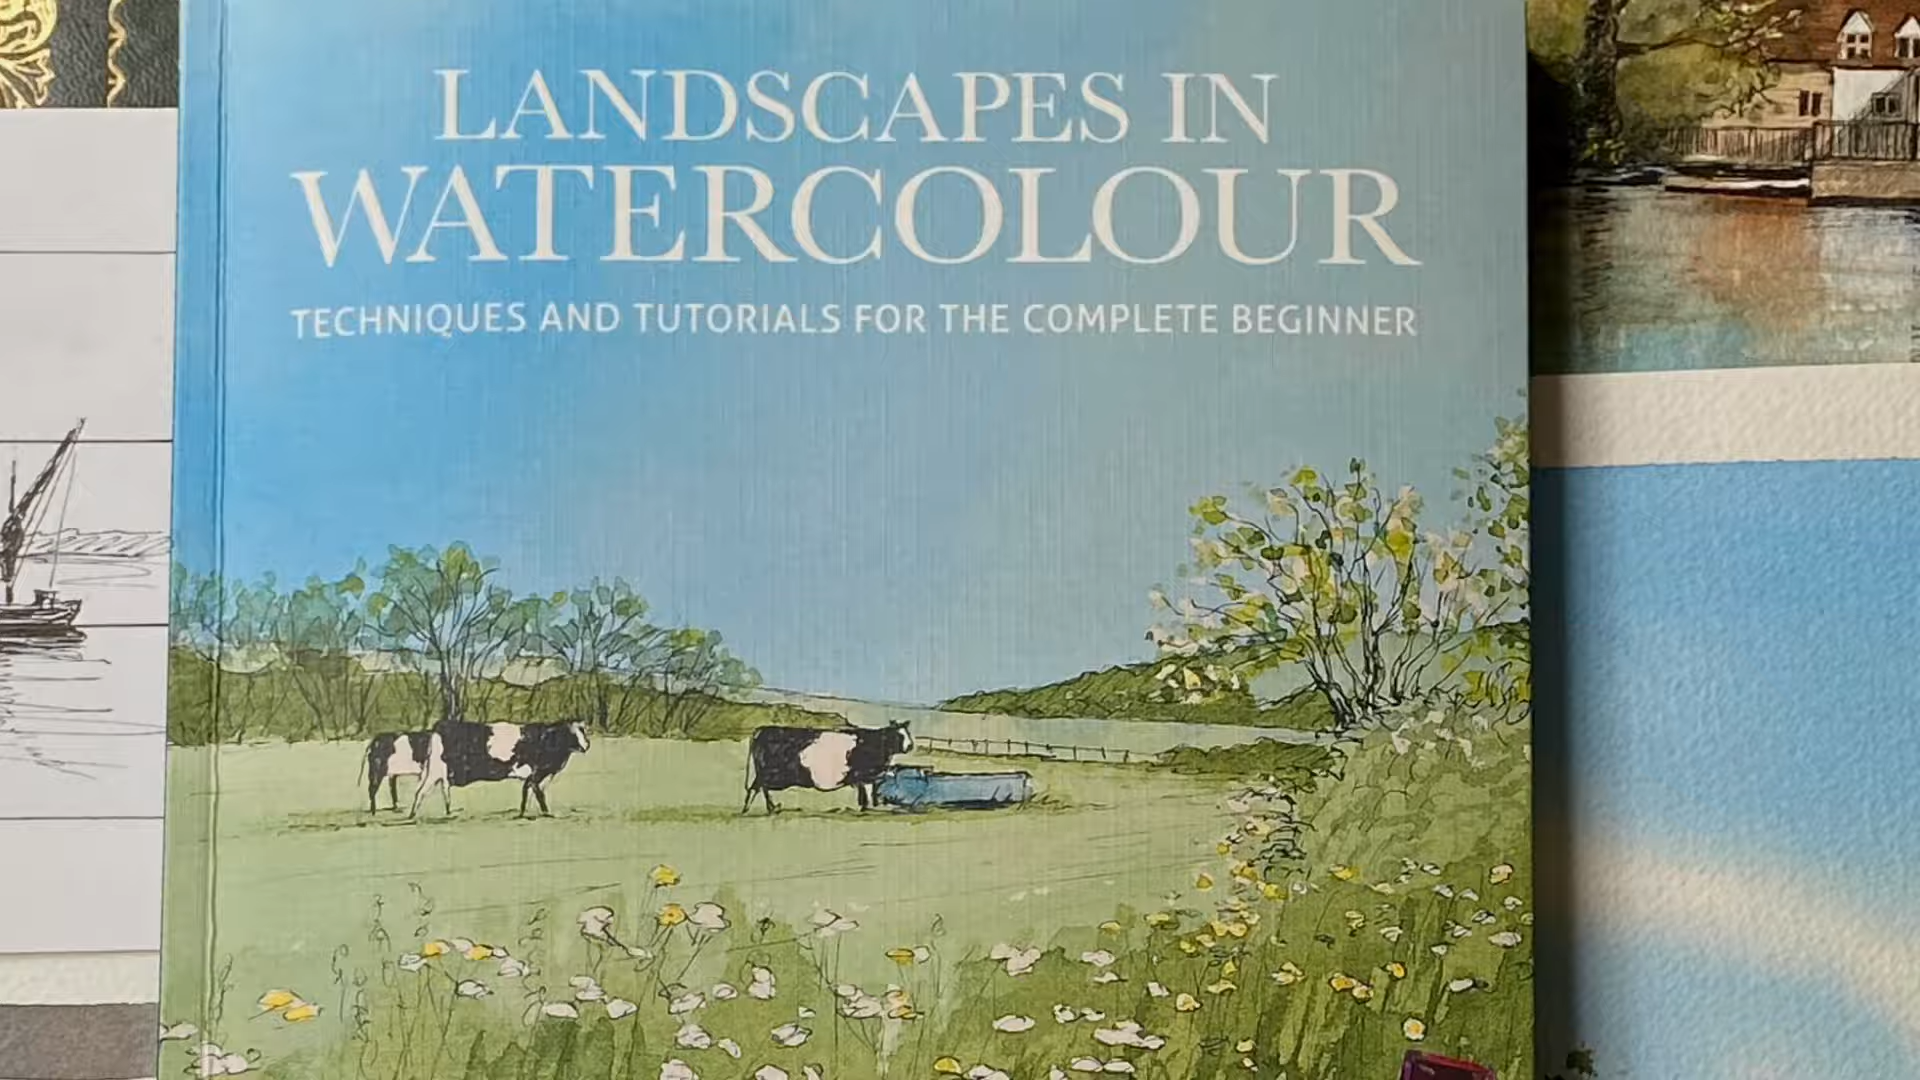 LANDSCAPES IN
WATERCOLOUR
TECHNIQUES AND TUTORIALS FOR THE COMPLETE BEGINNER